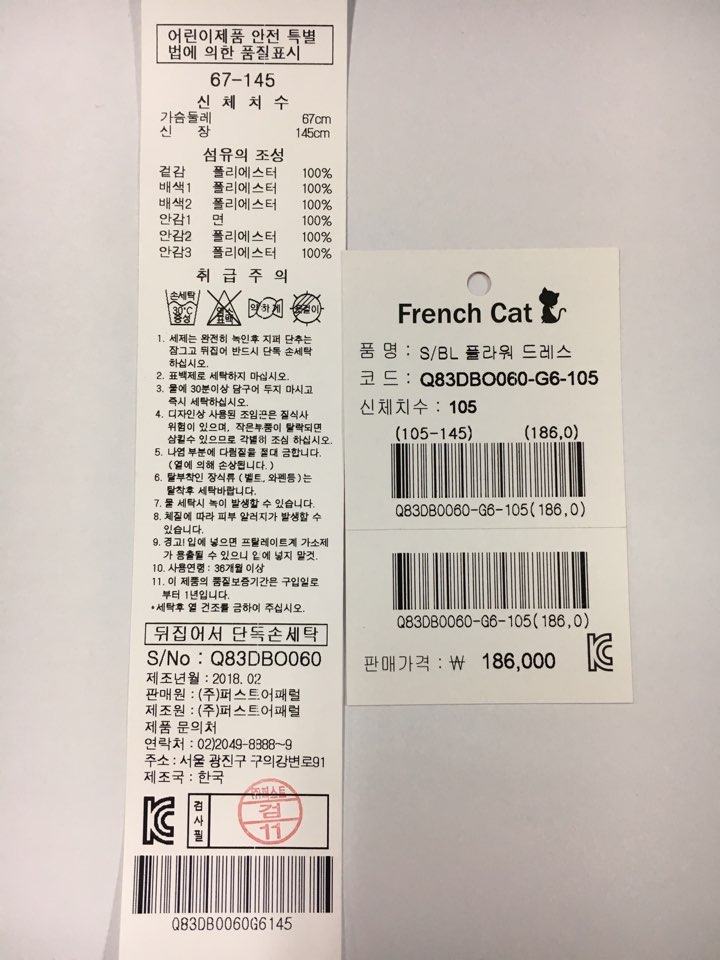 어린이제품 안전 특별
법에 의한 품질표시
67-145
신 체 치 수
가슴둘레 67cm
신 장 145cm
섬유의 조성
겉감 폴리에스터 100%
배색1 폴리에스터 100%
배색2 폴리에스터 100%
안감1 면 100%
안감2 폴리에스터 100%
안감3 폴리에스터 100%
취 급 주 의
손세탁 30℃ 중성 염소 표백 약하게 옷걸이
1. 세제는 완전히 녹인후 지퍼 단추는
잠그고 뒤집어 반드시 단독 손세탁
하십시오.
2. 표백제로 세탁하지 마십시오.
3. 물에 30분이상 담구어 두지 마시고
즉시 세탁하십시오.
4. 디자인상 사용된 조임끈은 질식사
위험이 있으며, 작은부품이 탈락되면
삼킬수 있으므로 각별히 조심 하십시오.
5. 나염 부분에 다림질을 절대 금합니다.
(열에 의해 손상됩니다.)
6. 탈부착인 장식류 (벨트, 와펜등)는
탈착후 세탁바랍니다.
7. 물 세탁시 녹이 발생할 수 있습니다.
8. 체질에 따라 피부 알러지가 발생할 수
있습니다.
9. 경고! 입에 넣으면 프탈레이트계 가소제
가 용출될 수 있으니 입에 넣지 말것.
10. 사용연령 : 36개월 이상
11. 이 제품의 품질보증기간은 구입일로
부터 1년입니다.
*세탁후 열 건조를 금하여 주십시오.
뒤집어서 단독손세탁
S/No : Q83DBO060
제조년월 : 2018. 02
판매원 : (주)퍼스트어패럴
제조원 : (주)퍼스트어패럴
제품 문의처
연락처 : 02)2049-8888~9
주소 : 서울 광진구 구의강변로91
제조국 : 한국
검사필
(주)퍼스트
검
11
Q83DBO060G6145
French Cat
품 명 : S/BL 플라워 드레스
코 드 : Q83DBO060-G6-105
신체치수 : 105
(105-145) (186,0)
Q83DBO060-G6-105(186,0)
Q83DBO060-G6-105(186,0)
판매가격 : ₩ 186,000